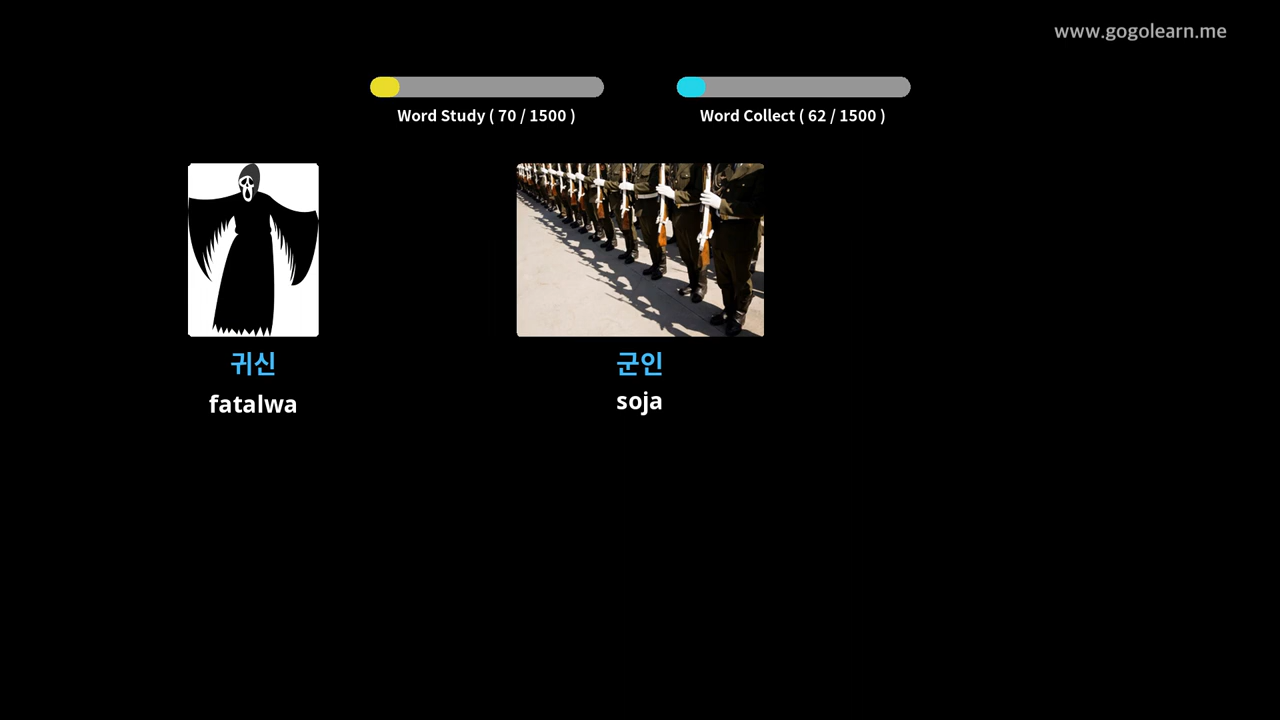 www.gogolearn.me
Word Study ( 70 / 1500 )
Word Collect ( 62 / 1500 )
귀신
fatalwa
군인
soja